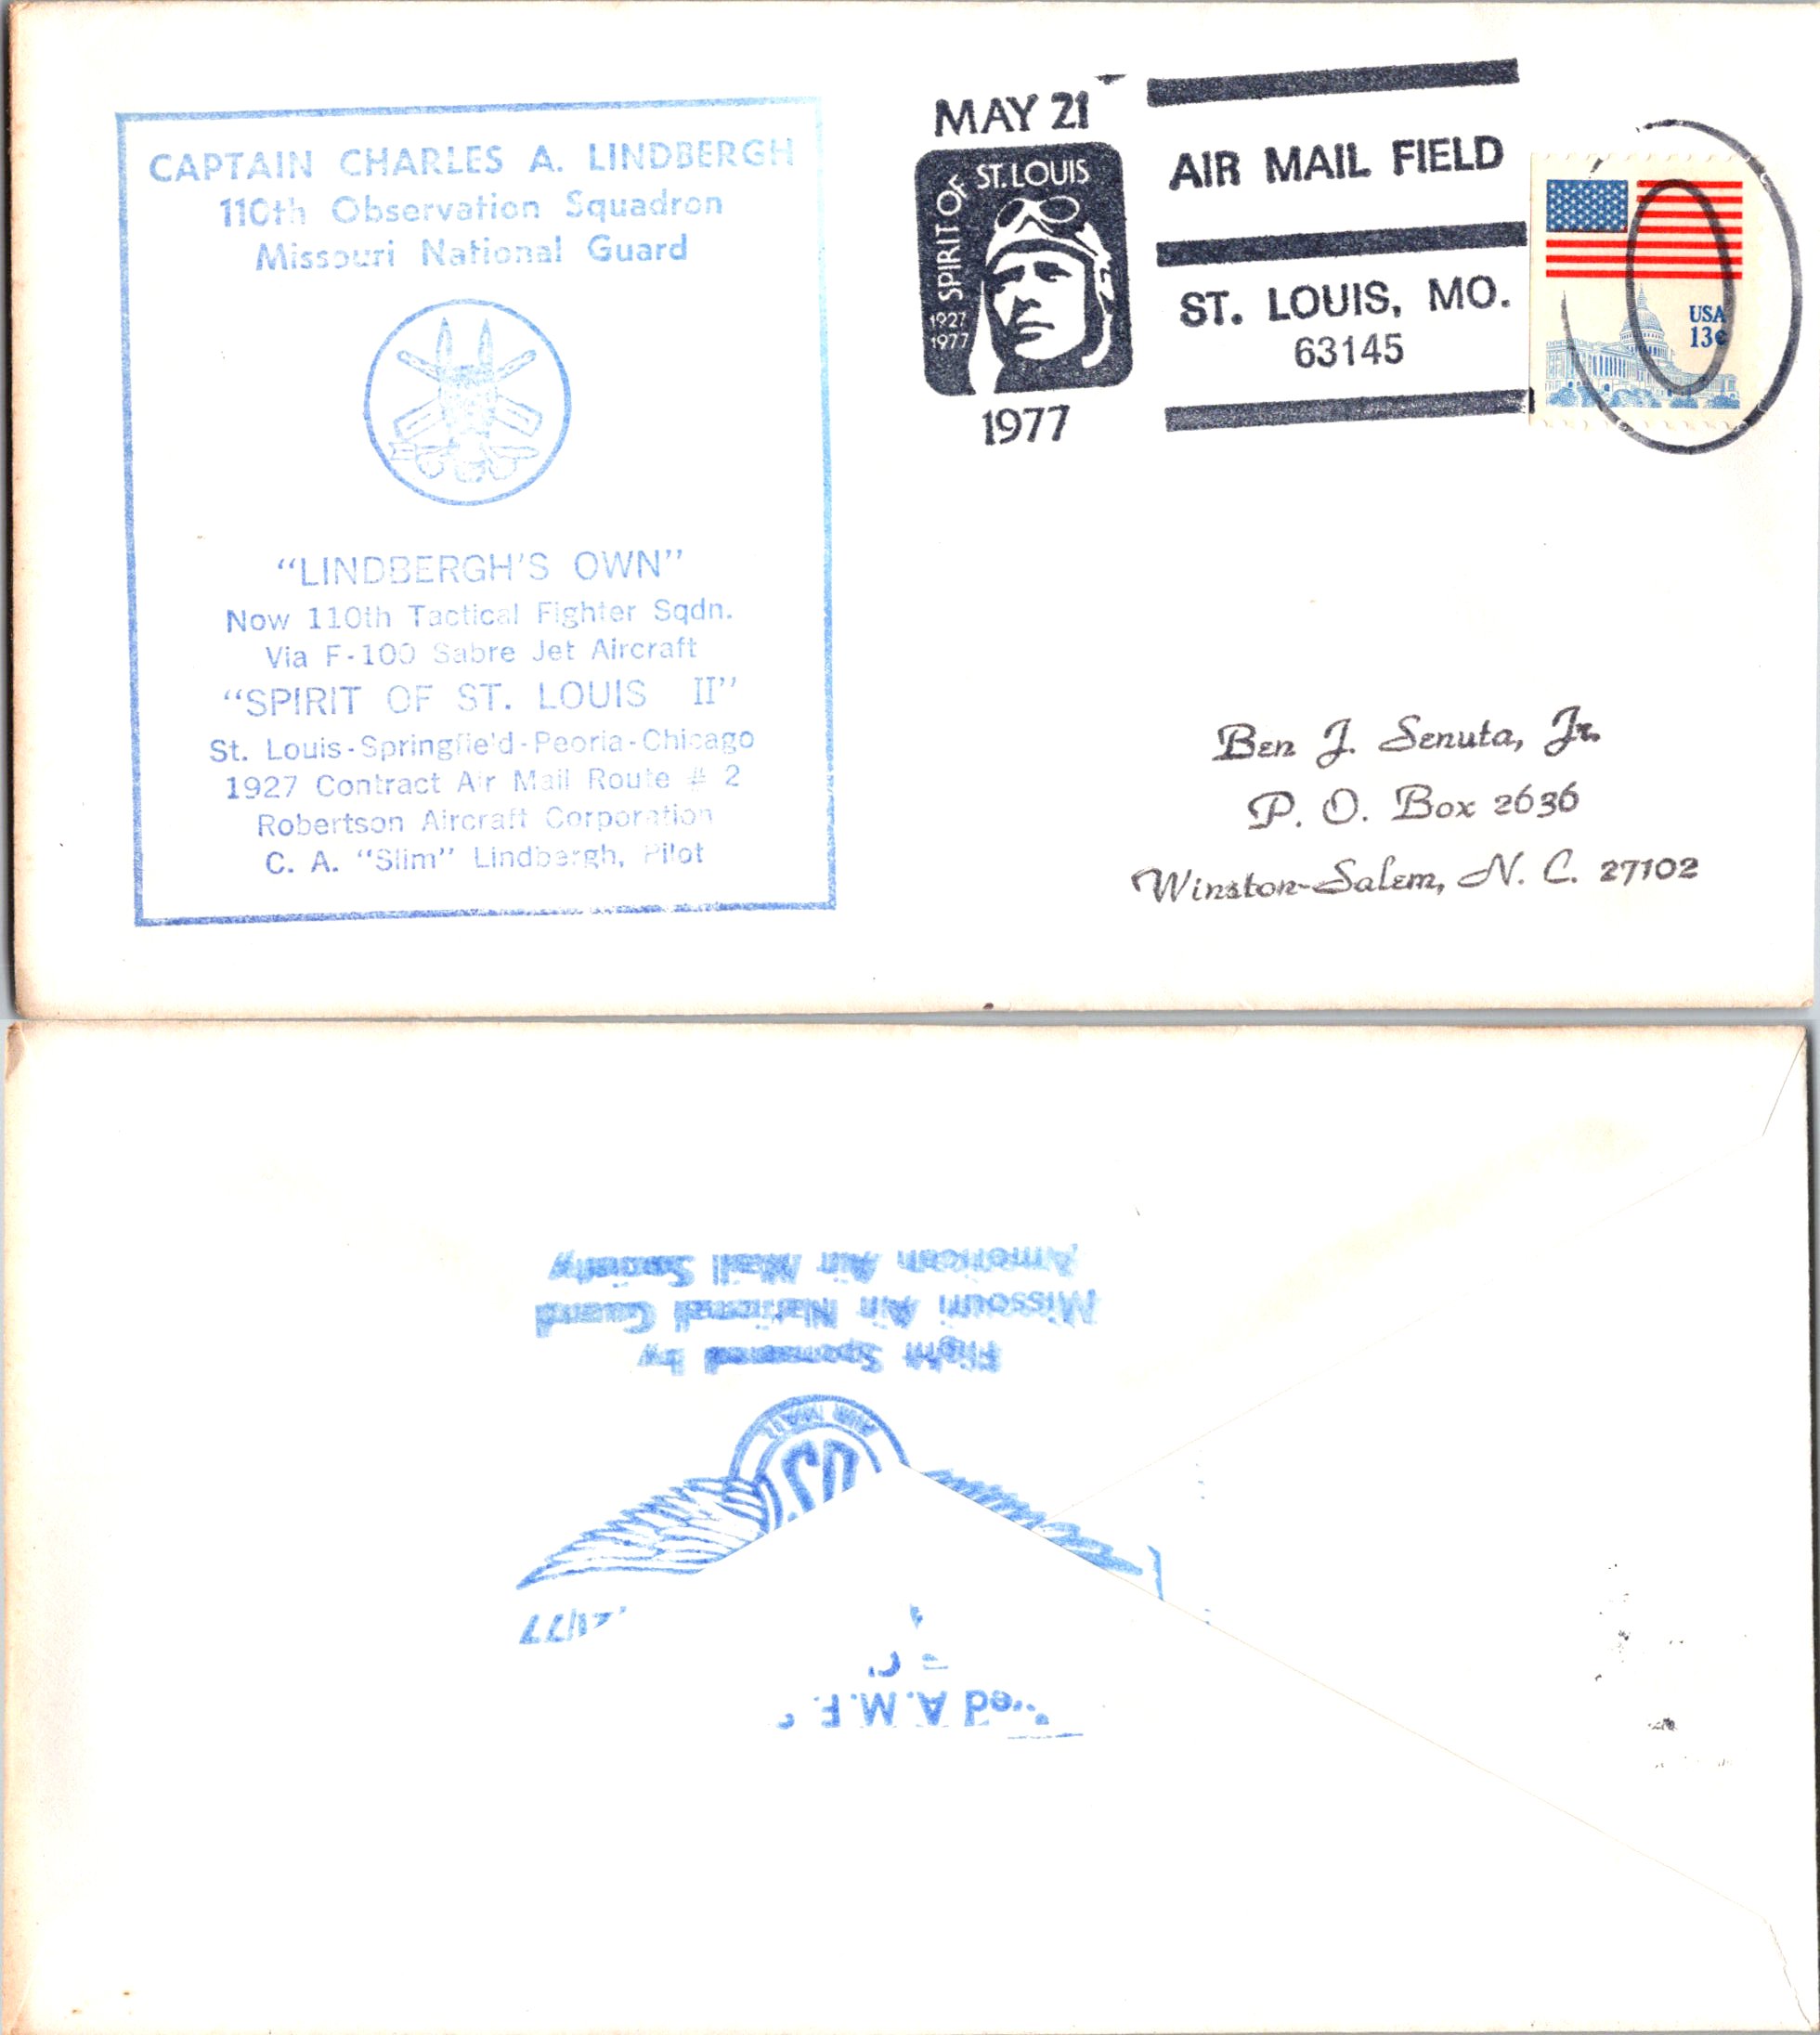 CAPTAIN CHARLES A. LINDBERGH
110th Observation Squadron
Missouri National Guard
"LINDBERGH'S OWN"
Now 110th Tactical Fighter Sqdn.
Via F-100 Sabre Jet Aircraft
"SPIRIT OF ST. LOUIS II"
St. Louis-Springfield-Peoria-Chicago
1927 Contract Air Mail Route # 2
Robertson Aircraft Corporation
C. A. "Slim" Lindbergh, Pilot
MAY 21
SPIRIT OF ST. LOUIS
1927
1977
1977
AIR MAIL FIELD
ST. LOUIS, MO.
63145
USA
13¢
Ben J. Senuta, Jr.
P. O. Box 2636
Winston-Salem, N. C. 27102
A.M.F.
/77
U.S.
AIR MAIL
Flight Sponsored by
Missouri Air National Guard
American Air Mail Society